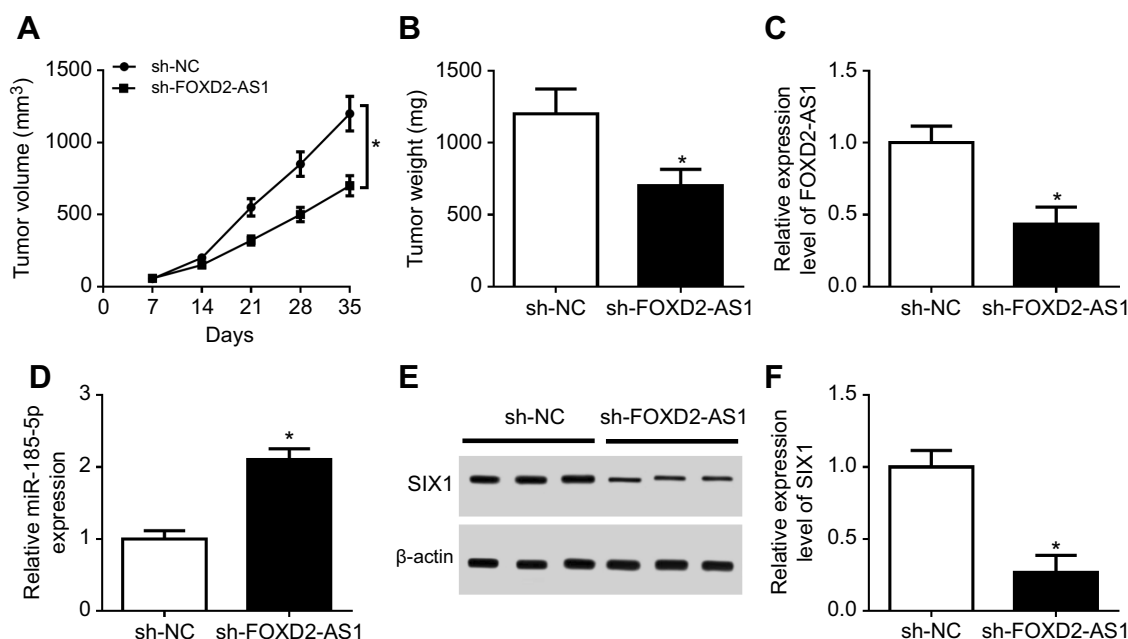 A
Tumor volume (mm³)
1500
1000
500
0
sh-NC
sh-FOXD2-AS1
*
0 7 14 21 28 35
Days
B
Tumor weight (mg)
1500
1000
500
0
*
sh-NC sh-FOXD2-AS1
C
Relative expression
level of FOXD2-AS1
1.5
1.0
0.5
0.0
*
sh-NC sh-FOXD2-AS1
D
Relative miR-185-5p
expression
3
2
1
0
*
sh-NC sh-FOXD2-AS1
E
sh-NC sh-FOXD2-AS1
SIX1
β-actin
F
Relative expression
level of SIX1
1.5
1.0
0.5
0.0
*
sh-NC sh-FOXD2-AS1